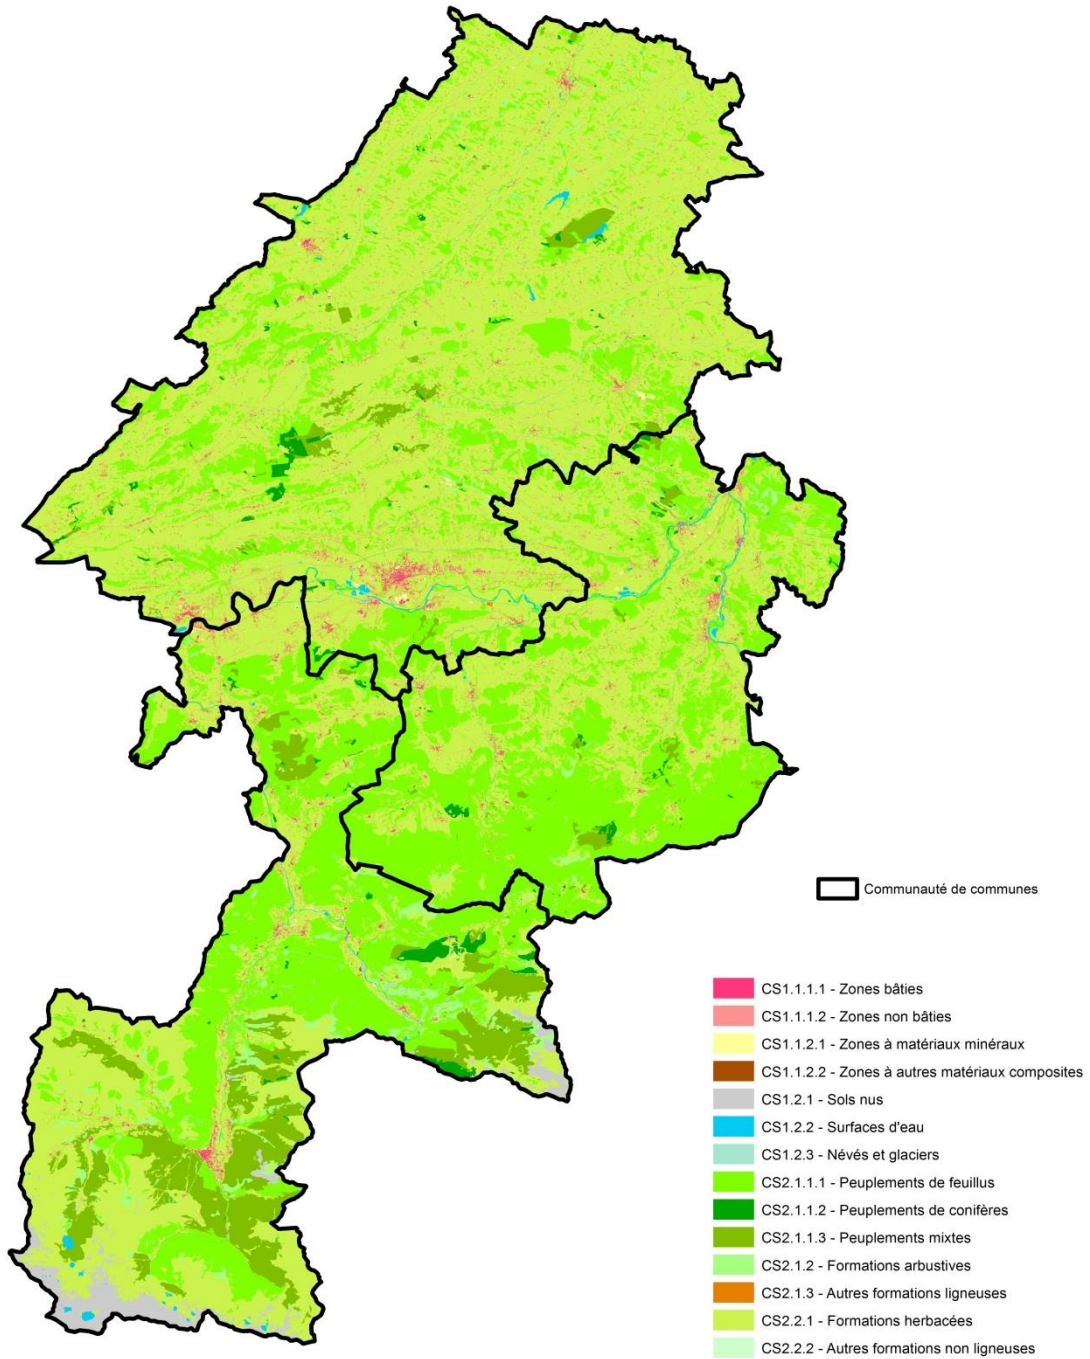 Communauté de communes
CS1.1.1.1 - Zones bâties
CS1.1.1.2 - Zones non bâties
CS1.1.2.1 - Zones à matériaux minéraux
CS1.1.2.2 - Zones à autres matériaux composites
CS1.2.1 - Sols nus
CS1.2.2 - Surfaces d'eau
CS1.2.3 - Névés et glaciers
CS2.1.1.1 - Peuplements de feuillus
CS2.1.1.2 - Peuplements de conifères
CS2.1.1.3 - Peuplements mixtes
CS2.1.2 - Formations arbustives
CS2.1.3 - Autres formations ligneuses
CS2.2.1 - Formations herbacées
CS2.2.2 - Autres formations non ligneuses